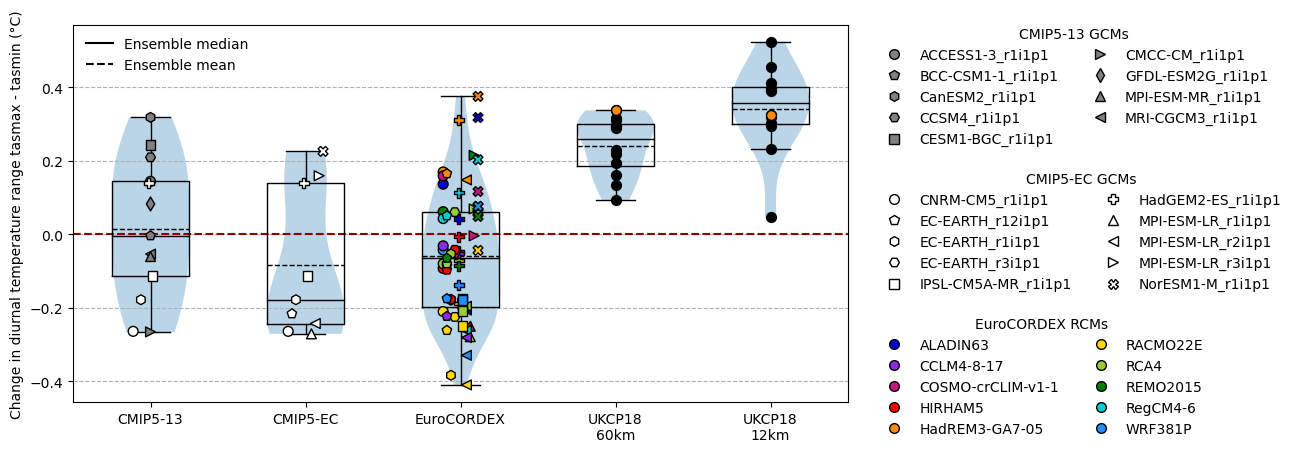 Change in diurnal temperature range tasmax - tasmin (°C)
Ensemble median
Ensemble mean
0.4
0.2
0.0
−0.2
−0.4
CMIP5-13
CMIP5-EC
EuroCORDEX
UKCP18
60km
UKCP18
12km
CMIP5-13 GCMs
ACCESS1-3_r1i1p1
BCC-CSM1-1_r1i1p1
CanESM2_r1i1p1
CCSM4_r1i1p1
CESM1-BGC_r1i1p1
CMCC-CM_r1i1p1
GFDL-ESM2G_r1i1p1
MPI-ESM-MR_r1i1p1
MRI-CGCM3_r1i1p1
CMIP5-EC GCMs
CNRM-CM5_r1i1p1
EC-EARTH_r12i1p1
EC-EARTH_r1i1p1
EC-EARTH_r3i1p1
IPSL-CM5A-MR_r1i1p1
HadGEM2-ES_r1i1p1
MPI-ESM-LR_r1i1p1
MPI-ESM-LR_r2i1p1
MPI-ESM-LR_r3i1p1
NorESM1-M_r1i1p1
EuroCORDEX RCMs
ALADIN63
CCLM4-8-17
COSMO-crCLIM-v1-1
HIRHAM5
HadREM3-GA7-05
RACMO22E
RCA4
REMO2015
RegCM4-6
WRF381P